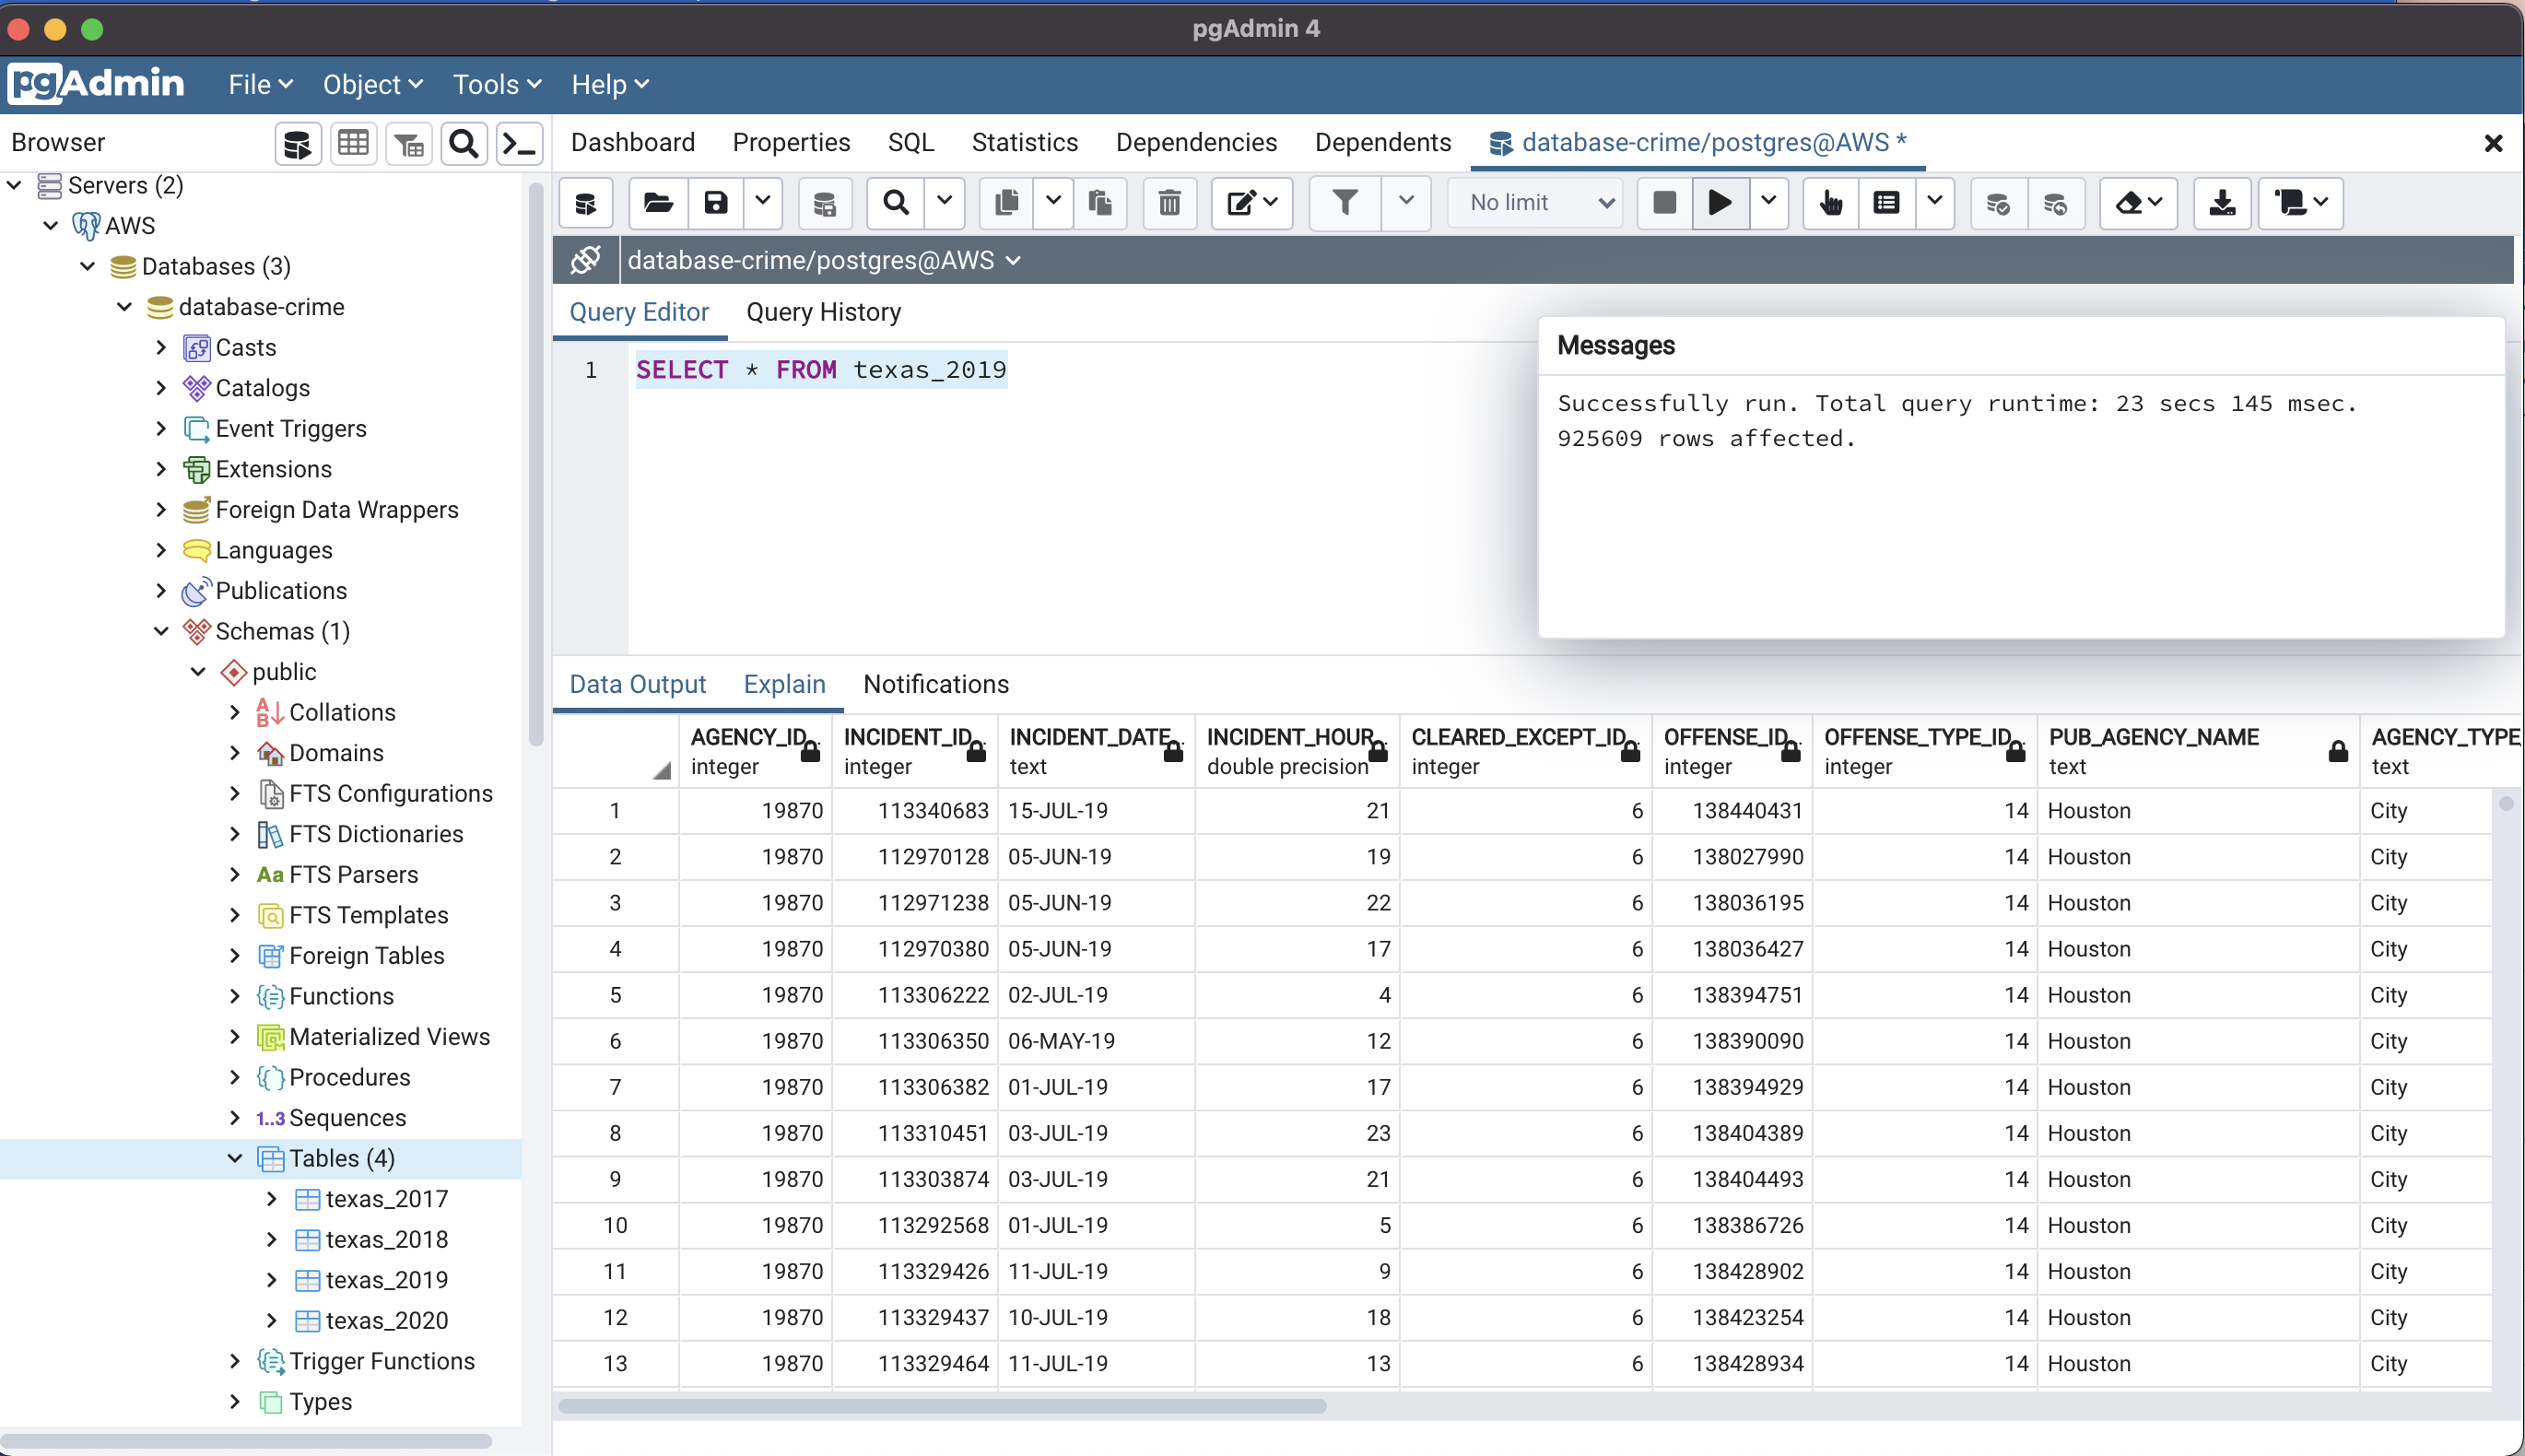 pgAdmin 4
pgAdmin File Object Tools Help
Browser
Dashboard Properties SQL Statistics Dependencies Dependents database-crime/postgres@AWS *
Servers (2)
AWS
Databases (3)
database-crime
Casts
Catalogs
Event Triggers
Extensions
Foreign Data Wrappers
Languages
Publications
Schemas (1)
public
Collations
Domains
FTS Configurations
FTS Dictionaries
Aa FTS Parsers
FTS Templates
Foreign Tables
Functions
Materialized Views
Procedures
1..3 Sequences
Tables (4)
texas_2017
texas_2018
texas_2019
texas_2020
Trigger Functions
Types
No limit
database-crime/postgres@AWS
Query Editor Query History
1 SELECT * FROM texas_2019
Messages
Successfully run. Total query runtime: 23 secs 145 msec.
925609 rows affected.
Data Output Explain Notifications
AGENCY_ID INCIDENT_ID INCIDENT_DATE INCIDENT_HOUR CLEARED_EXCEPT_ID OFFENSE_ID OFFENSE_TYPE_ID PUB_AGENCY_NAME AGENCY_TYPE
integer integer text double precision integer integer integer text text
1 19870 113340683 15-JUL-19 21 6 138440431 14 Houston City
2 19870 112970128 05-JUN-19 19 6 138027990 14 Houston City
3 19870 112971238 05-JUN-19 22 6 138036195 14 Houston City
4 19870 112970380 05-JUN-19 17 6 138036427 14 Houston City
5 19870 113306222 02-JUL-19 4 6 138394751 14 Houston City
6 19870 113306350 06-MAY-19 12 6 138390090 14 Houston City
7 19870 113306382 01-JUL-19 17 6 138394929 14 Houston City
8 19870 113310451 03-JUL-19 23 6 138404389 14 Houston City
9 19870 113303874 03-JUL-19 21 6 138404493 14 Houston City
10 19870 113292568 01-JUL-19 5 6 138386726 14 Houston City
11 19870 113329426 11-JUL-19 9 6 138428902 14 Houston City
12 19870 113329437 10-JUL-19 18 6 138423254 14 Houston City
13 19870 113329464 11-JUL-19 13 6 138428934 14 Houston City